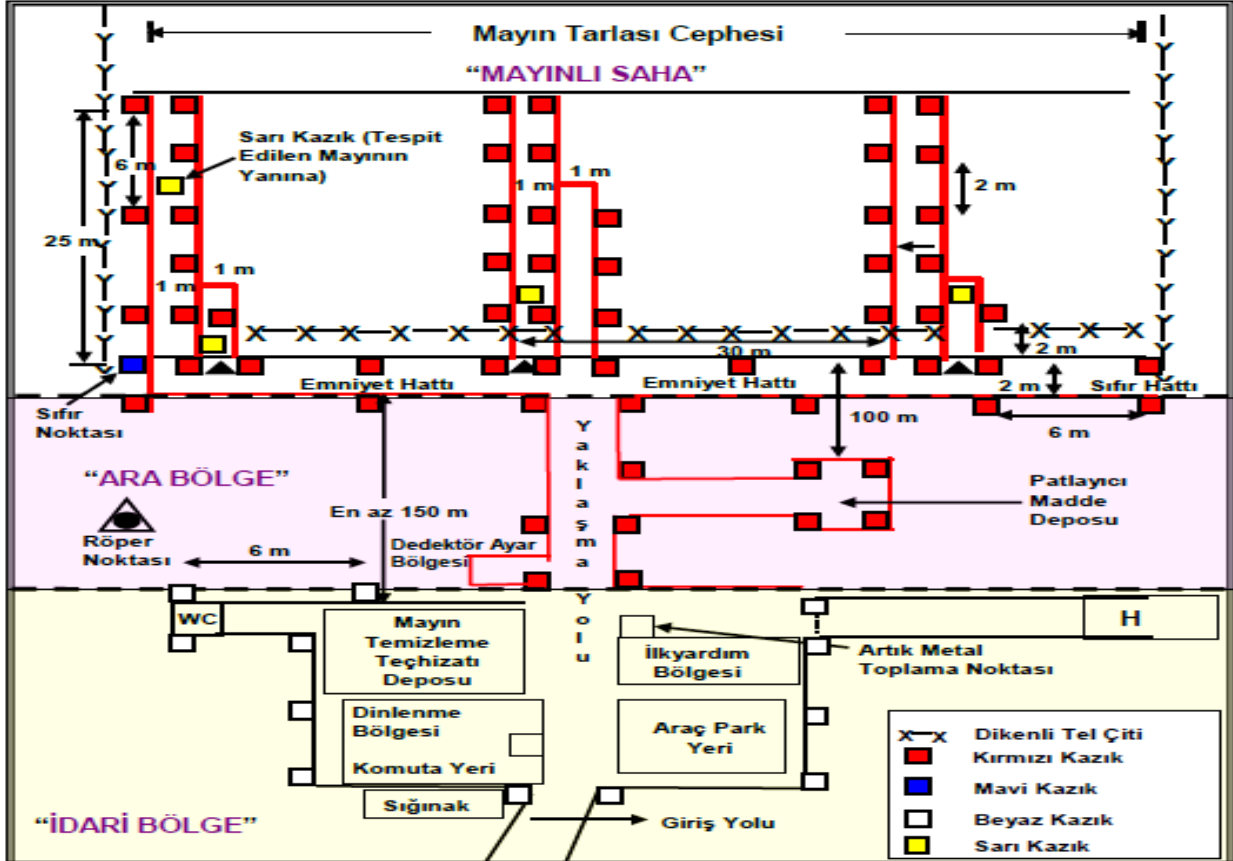 Mayın Tarlası Cephesi
“MAYINLI SAHA”
Sarı Kazık (Tespit
Edilen Mayının
Yanına)
6 m
1 m
1 m
2 m
25 m
1 m
1 m
30 m
2 m
Emniyet Hattı
Emniyet Hattı
2 m
Sıfır Hattı
Sıfır
Noktası
100 m
6 m
“ARA BÖLGE”
Yaklaşma Yolu
Patlayıcı
Madde
Deposu
En az 150 m
Röper
Noktası
6 m
Dedektör Ayar
Bölgesi
WC
Mayın
Temizleme
Teçhizatı
Deposu
İlkyardım
Bölgesi
H
Artık Metal
Toplama Noktası
Dinlenme
Bölgesi
Komuta Yeri
Araç Park
Yeri
Sığınak
Giriş Yolu
“İDARİ BÖLGE”
X—X Dikenli Tel Çiti
Kırmızı Kazık
Mavi Kazık
Beyaz Kazık
Sarı Kazık